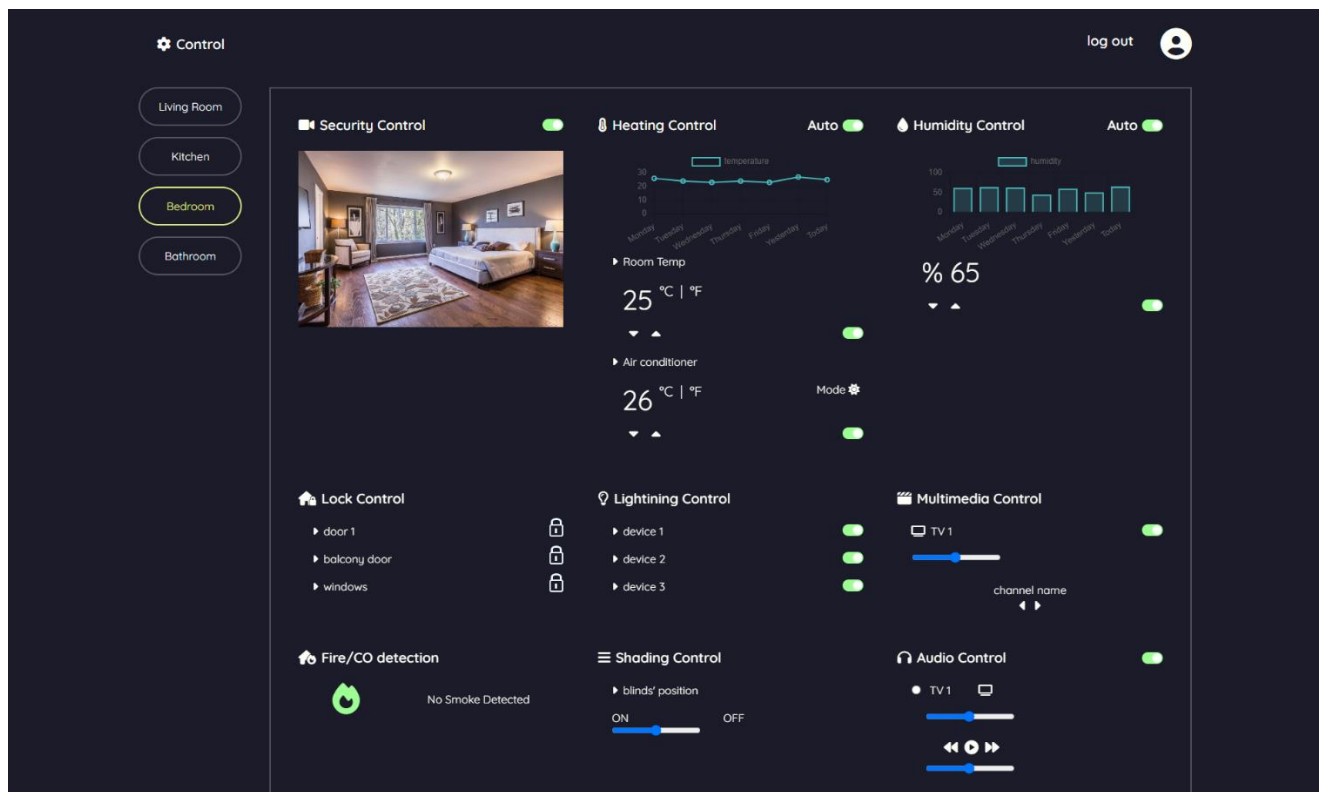 Control
log out
Living Room
Kitchen
Bedroom
Bathroom
Security Control
Heating Control
Auto
temperature
30
20
10
0
Monday
Tuesday
Wednesday
Thursday
Friday
Yesterday
Today
Room Temp
25 °C | °F
Air conditioner
26 °C | °F
Mode
Humidity Control
Auto
humidity
100
50
0
Monday
Tuesday
Wednesday
Thursday
Friday
Yesterday
Today
% 65
Lock Control
door 1
balcony door
windows
Lightining Control
device 1
device 2
device 3
Multimedia Control
TV 1
channel name
Fire/CO detection
No Smoke Detected
Shading Control
blinds' position
ON OFF
Audio Control
TV 1